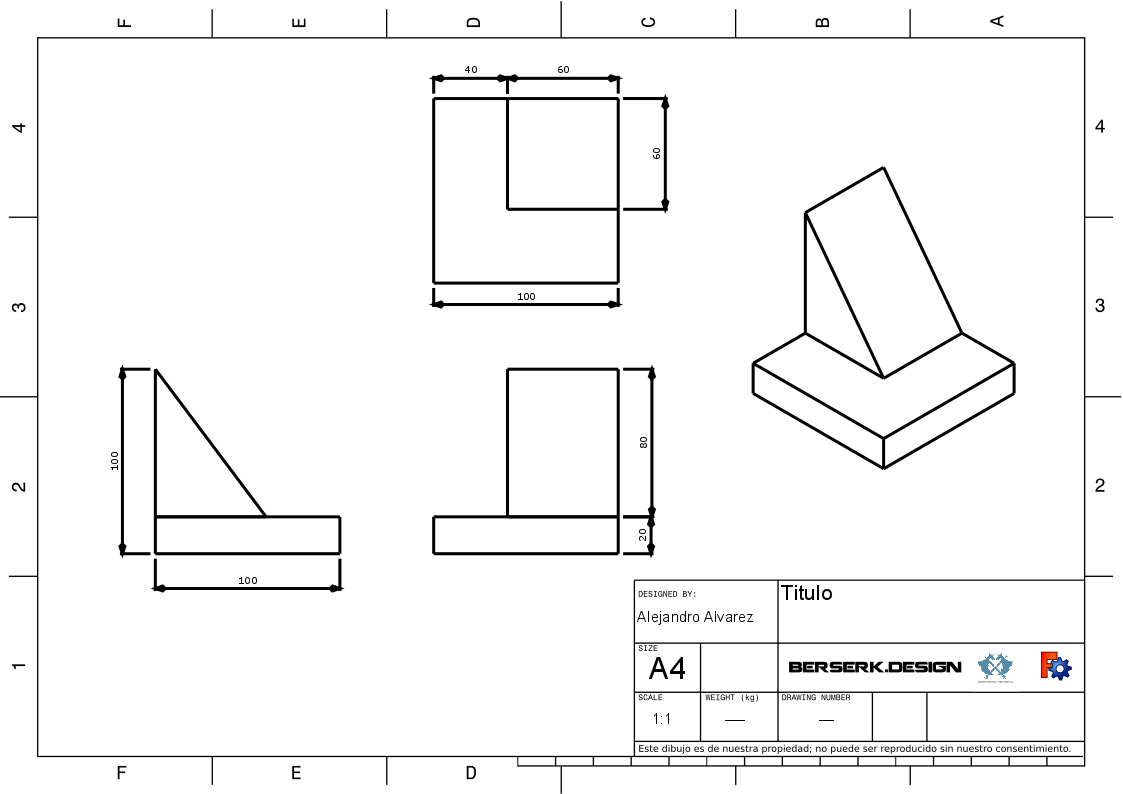 F E D C B A
40 60
4 4
60
3 3
100
80
100
2 2
20
100
DESIGNED BY: Titulo
Alejandro Alvarez
SIZE
A4 BERSERK.DESIGN
1
SCALE WEIGHT (kg) DRAWING NUMBER
1:1 — —
Este dibujo es de nuestra propiedad; no puede ser reproducido sin nuestro consentimiento.
F E D